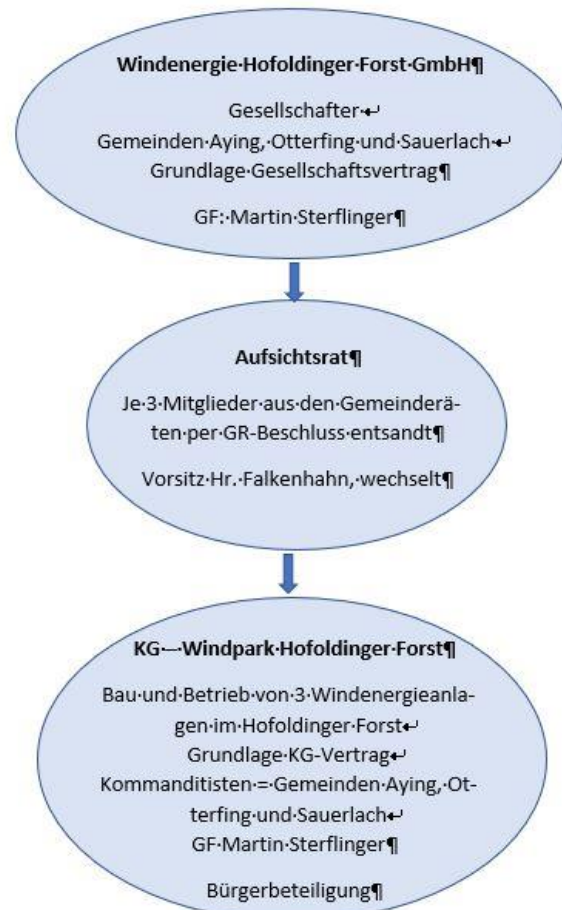 Windenergie·Hofoldinger·Forst·GmbH¶
Gesellschafter·↵
Gemeinden·Aying,·Otterfing·und·Sauerlach·↵
Grundlage·Gesellschaftsvertrag¶
GF:·Martin·Sterflinger¶
Aufsichtsrat¶
Je·3·Mitglieder·aus·den·Gemeinderä-
ten·per·GR-Beschluss·entsandt¶
Vorsitz·Hr.·Falkenhahn,·wechselt¶
KG·–·Windpark·Hofoldinger·Forst¶
Bau·und·Betrieb·von·3·Windenergieanla-
gen·im·Hofoldinger·Forst↵
Grundlage·KG-Vertrag↵
Kommanditisten·=·Gemeinden·Aying,·Ot-
terfing·und·Sauerlach↵
GF·Martin·Sterflinger¶
Bürgerbeteiligung¶